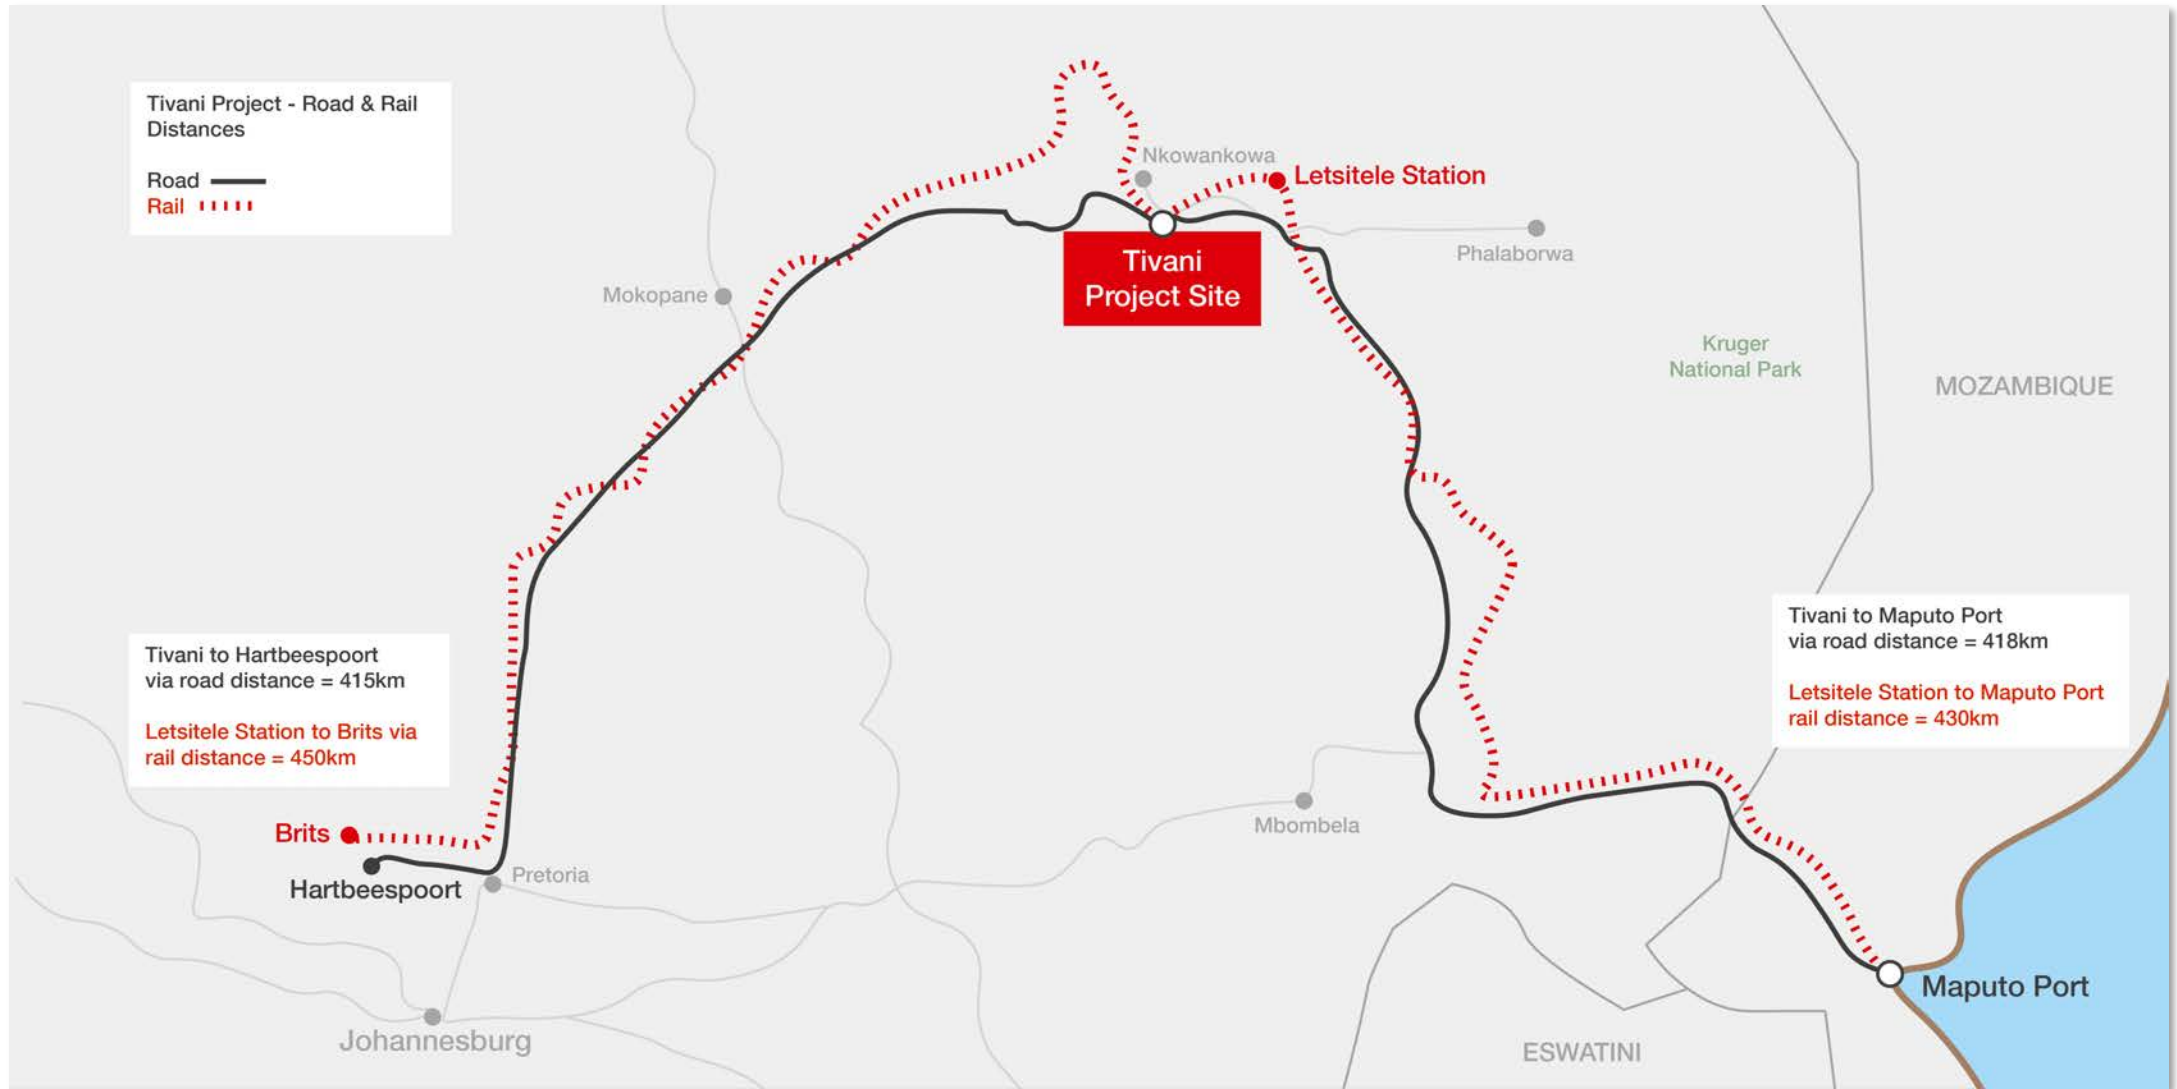 Tivani Project - Road & Rail
Distances
Road
Rail
Nkowankowa
Letsitele Station
Phalaborwa
Tivani
Project Site
Mokopane
Kruger
National Park
MOZAMBIQUE
Tivani to Hartbeespoort
via road distance = 415km
Letsitele Station to Brits via
rail distance = 450km
Tivani to Maputo Port
via road distance = 418km
Letsitele Station to Maputo Port
rail distance = 430km
Brits
Hartbeespoort
Pretoria
Mbombela
Maputo Port
Johannesburg
ESWATINI